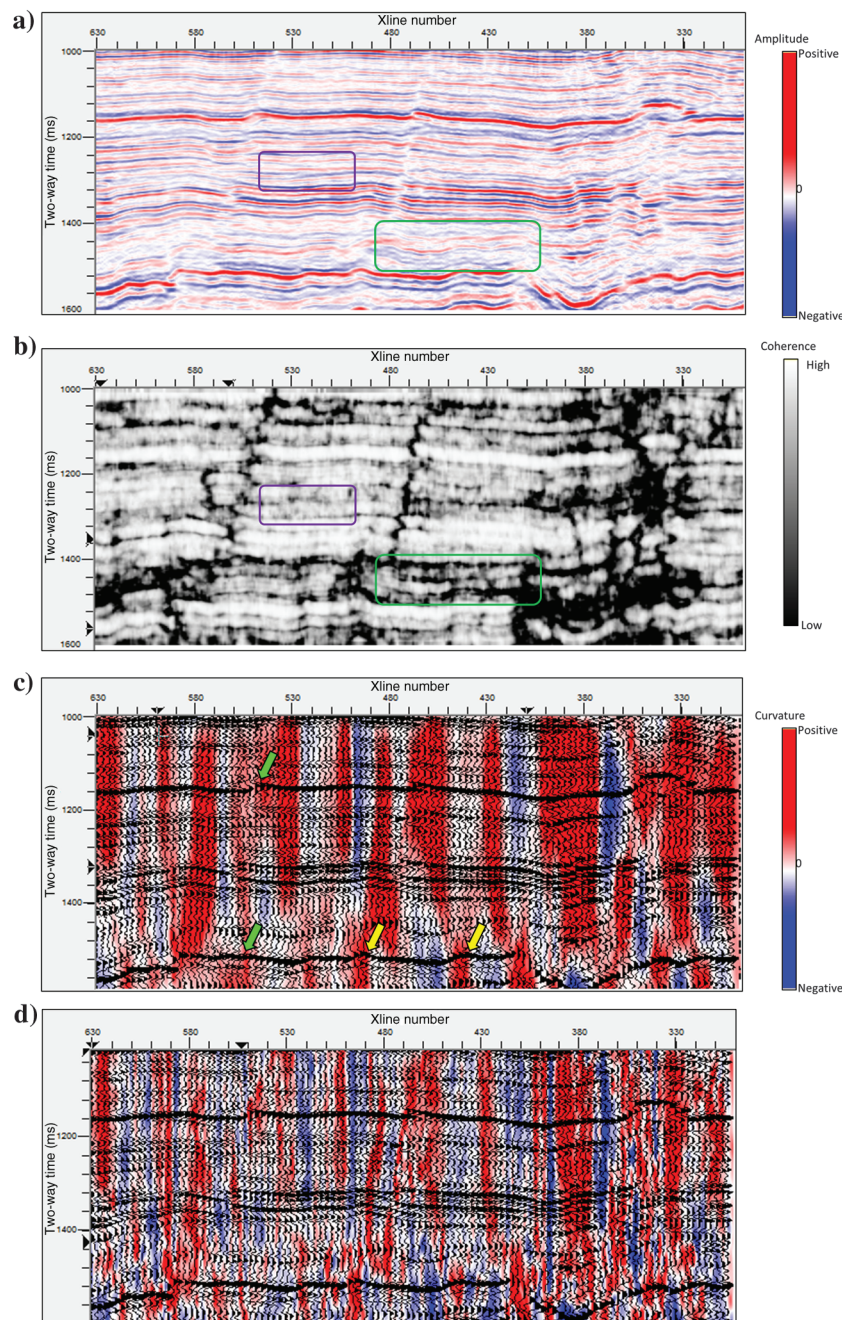 a)
Xline number
630 580 530 480 430 380 330
Two-way time (ms)
1000
1200
1400
1600
Amplitude
Positive
0
Negative
b)
Xline number
630 580 530 480 430 380 330
Two-way time (ms)
1000
1200
1400
1600
Coherence
High
Low
c)
Xline number
630 580 530 480 430 380 330
Two-way time (ms)
1000
1200
1400
Curvature
Positive
0
Negative
d)
Xline number
630 580 530 480 430 380 330
Two-way time (ms)
1200
1400